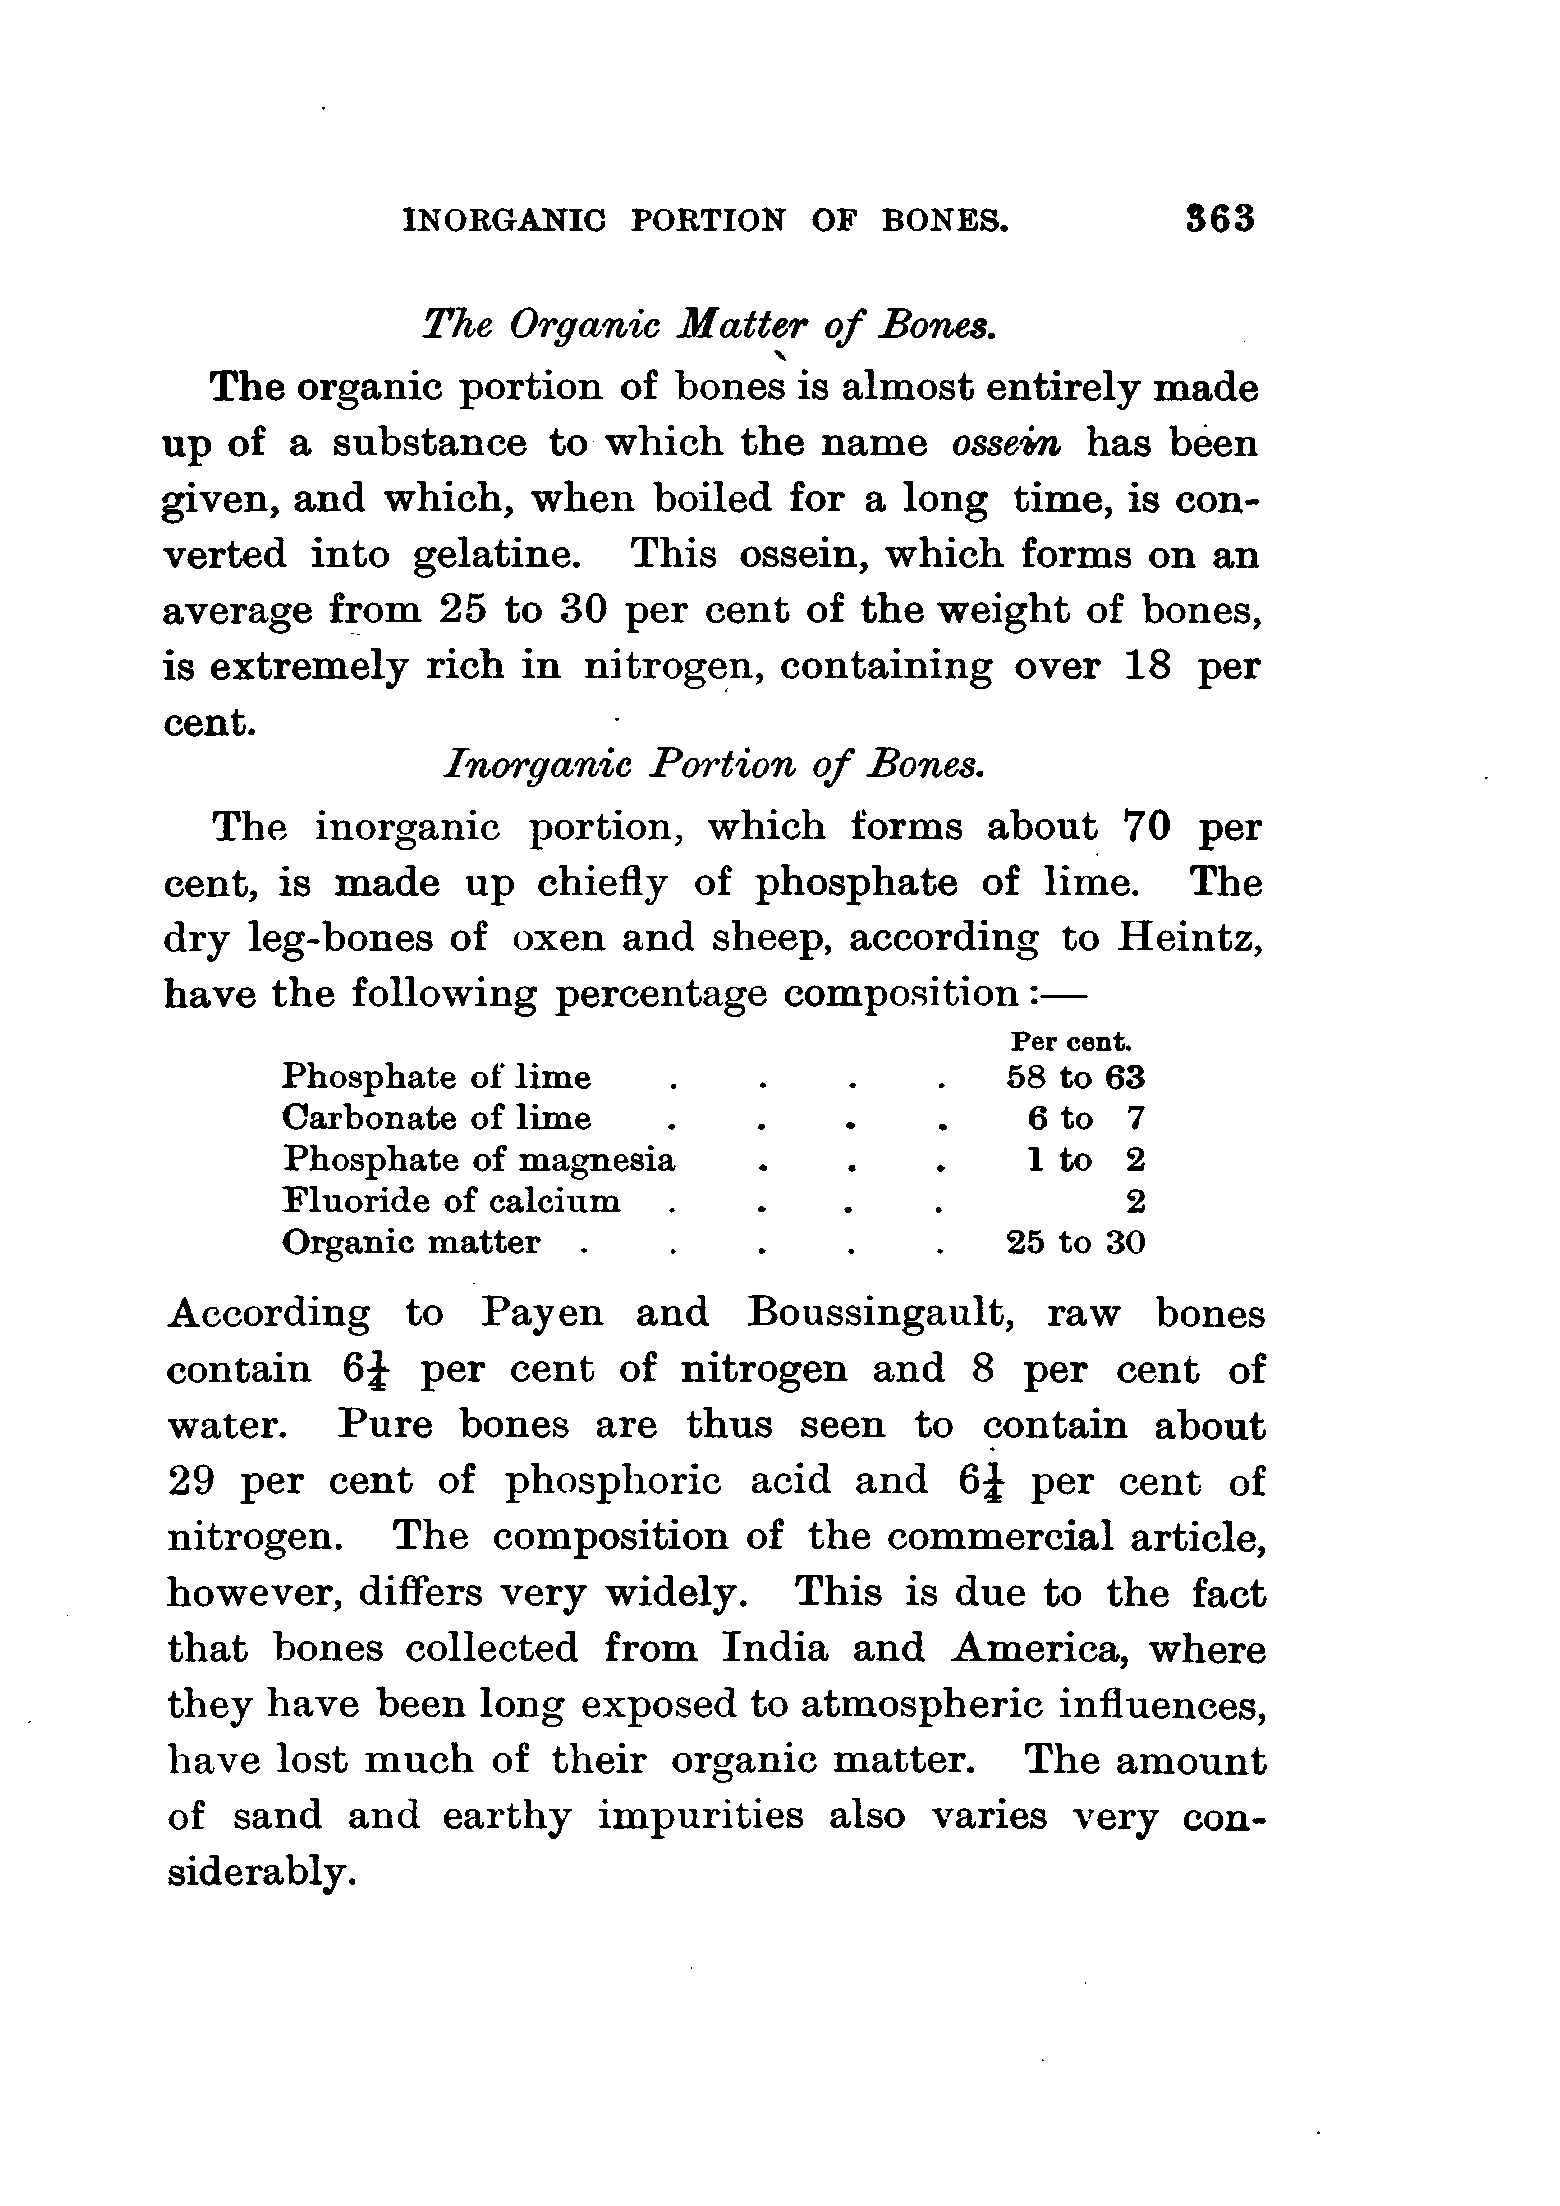 INORGANIC PORTION OF BONES. 363
The Organic Matter of Bones.
The organic portion of bones is almost entirely made
up of a substance to which the name ossein has been
given, and which, when boiled for a long time, is con-
verted into gelatine. This ossein, which forms on an
average from 25 to 30 per cent of the weight of bones,
is extremely rich in nitrogen, containing over 18 per
cent.
Inorganic Portion of Bones.
The inorganic portion, which forms about 70 per
cent, is made up chiefly of phosphate of lime. The
dry leg-bones of oxen and sheep, according to Heintz,
have the following percentage composition :—
Per cent.
Phosphate of lime . . . . 58 to 63
Carbonate of lime . . . . 6 to 7
Phosphate of magnesia . . . 1 to 2
Fluoride of calcium . . . . 2
Organic matter . . . . . 25 to 30
According to Payen and Boussingault, raw bones
contain 6¼ per cent of nitrogen and 8 per cent of
water. Pure bones are thus seen to contain about
29 per cent of phosphoric acid and 6¼ per cent of
nitrogen. The composition of the commercial article,
however, differs very widely. This is due to the fact
that bones collected from India and America, where
they have been long exposed to atmospheric influences,
have lost much of their organic matter. The amount
of sand and earthy impurities also varies very con-
siderably.